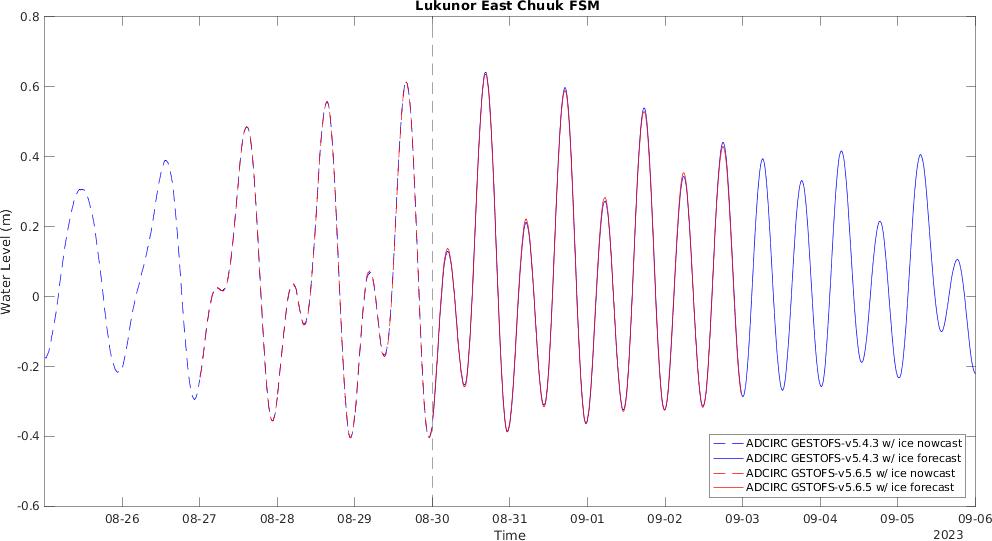 Lukunor East Chuuk FSM
0.8
0.6
0.4
0.2
0
-0.2
-0.4
-0.6
Water Level (m)
ADCIRC GESTOFS-v5.4.3 w/ ice nowcast
ADCIRC GESTOFS-v5.4.3 w/ ice forecast
ADCIRC GSTOFS-v5.6.5 w/ ice nowcast
ADCIRC GSTOFS-v5.6.5 w/ ice forecast
08-26 08-27 08-28 08-29 08-30 08-31 09-01 09-02 09-03 09-04 09-05 09-06
Time
2023